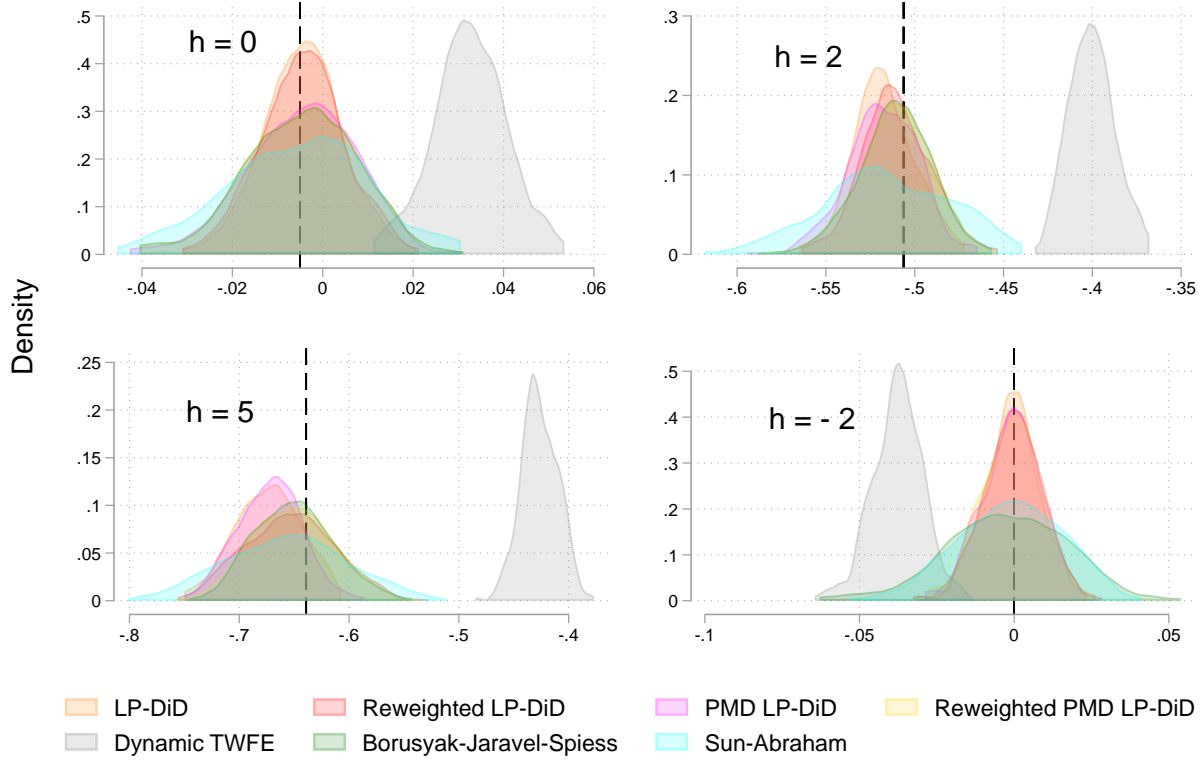 h = 0
.5
.4
.3
.2
.1
0
-.04 -.02 0 .02 .04 .06
h = 2
.3
.2
.1
0
-.6 -.55 -.5 -.45 -.4 -.35
Density
h = 5
.25
.2
.15
.1
.05
0
-.8 -.7 -.6 -.5 -.4
h = - 2
.5
.4
.3
.2
.1
0
-.1 -.05 0 .05
LP-DiD Reweighted LP-DiD PMD LP-DiD Reweighted PMD LP-DiD
Dynamic TWFE Borusyak-Jaravel-Spiess Sun-Abraham